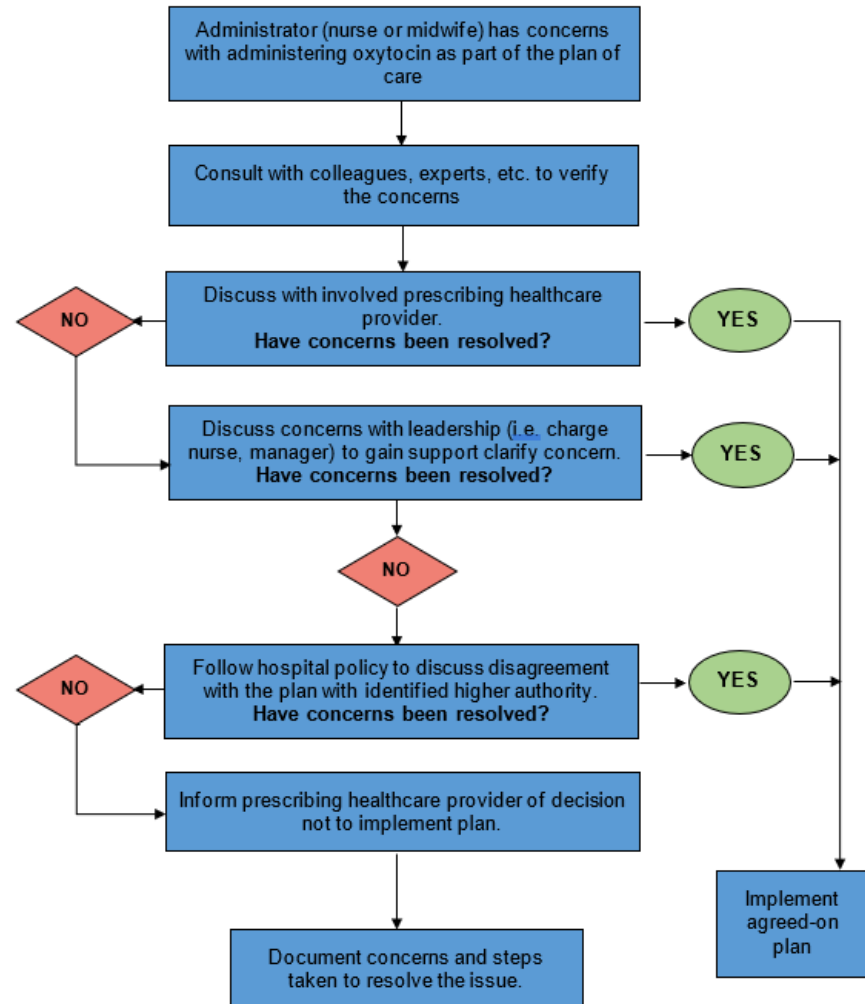 Administrator (nurse or midwife) has concerns
with administering oxytocin as part of the plan of
care
Consult with colleagues, experts, etc. to verify
the concerns
Discuss with involved prescribing healthcare
provider.
Have concerns been resolved?
NO
YES
Discuss concerns with leadership (i.e. charge
nurse, manager) to gain support clarify concern.
Have concerns been resolved?
YES
NO
Follow hospital policy to discuss disagreement
with the plan with identified higher authority.
Have concerns been resolved?
NO
YES
Inform prescribing healthcare provider of decision
not to implement plan.
Implement
agreed-on
plan
Document concerns and steps
taken to resolve the issue.